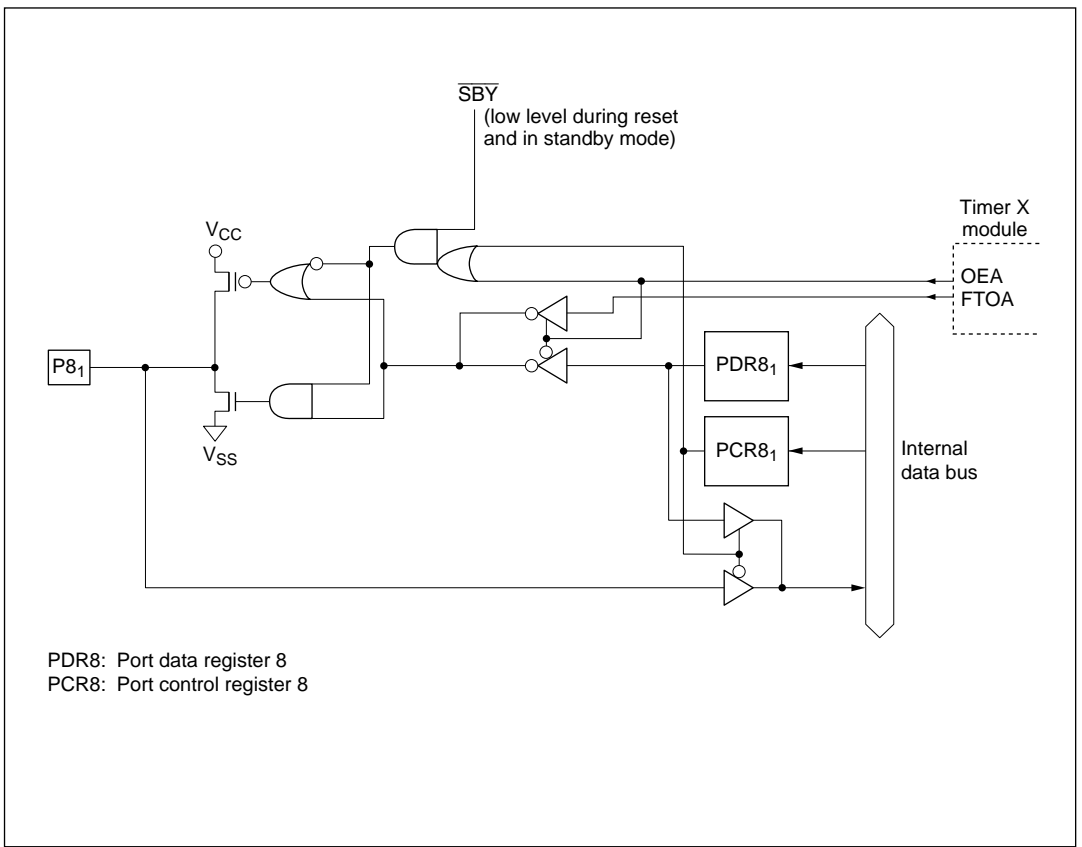 SBY
(low level during reset
and in standby mode)
Timer X
module
VCC
OEA
FTOA
P81
PDR81
PCR81
VSS
Internal
data bus
PDR8: Port data register 8
PCR8: Port control register 8